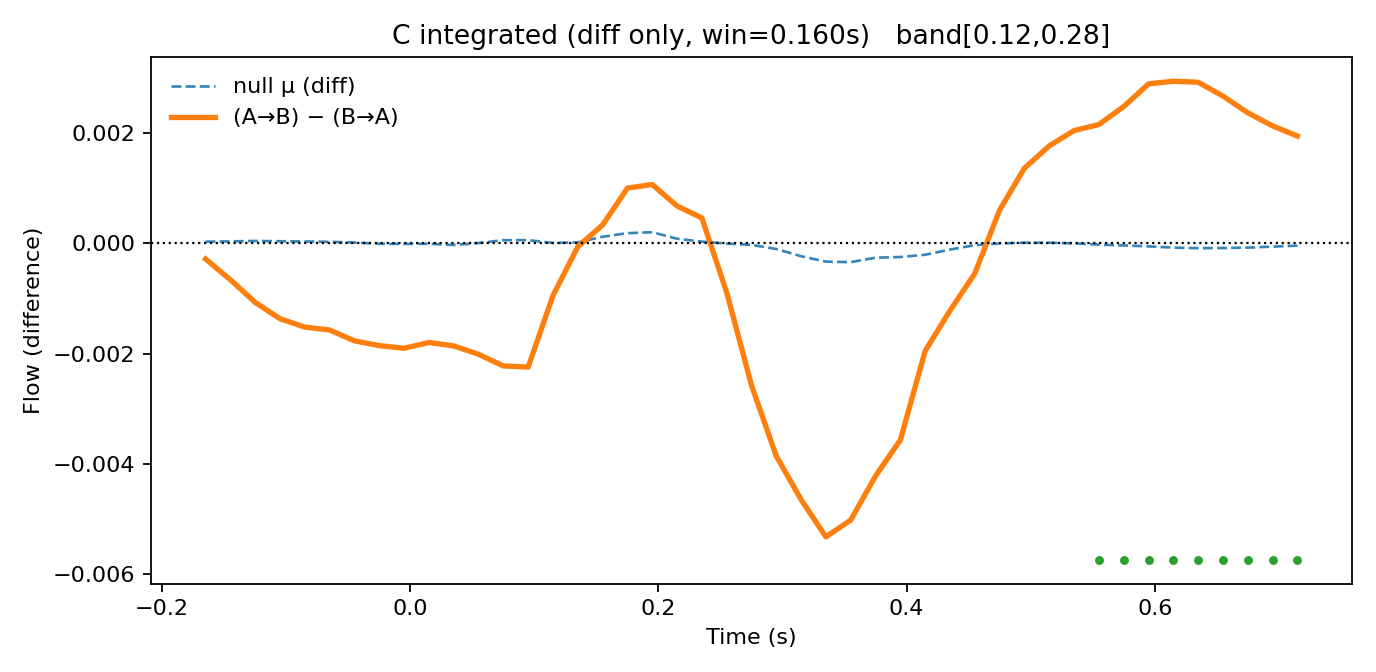 C integrated (diff only, win=0.160s)   band[0.12,0.28]
null μ (diff)
(A→B) − (B→A)
Flow (difference)
0.002
0.000
−0.002
−0.004
−0.006
−0.2
0.0
0.2
0.4
0.6
Time (s)